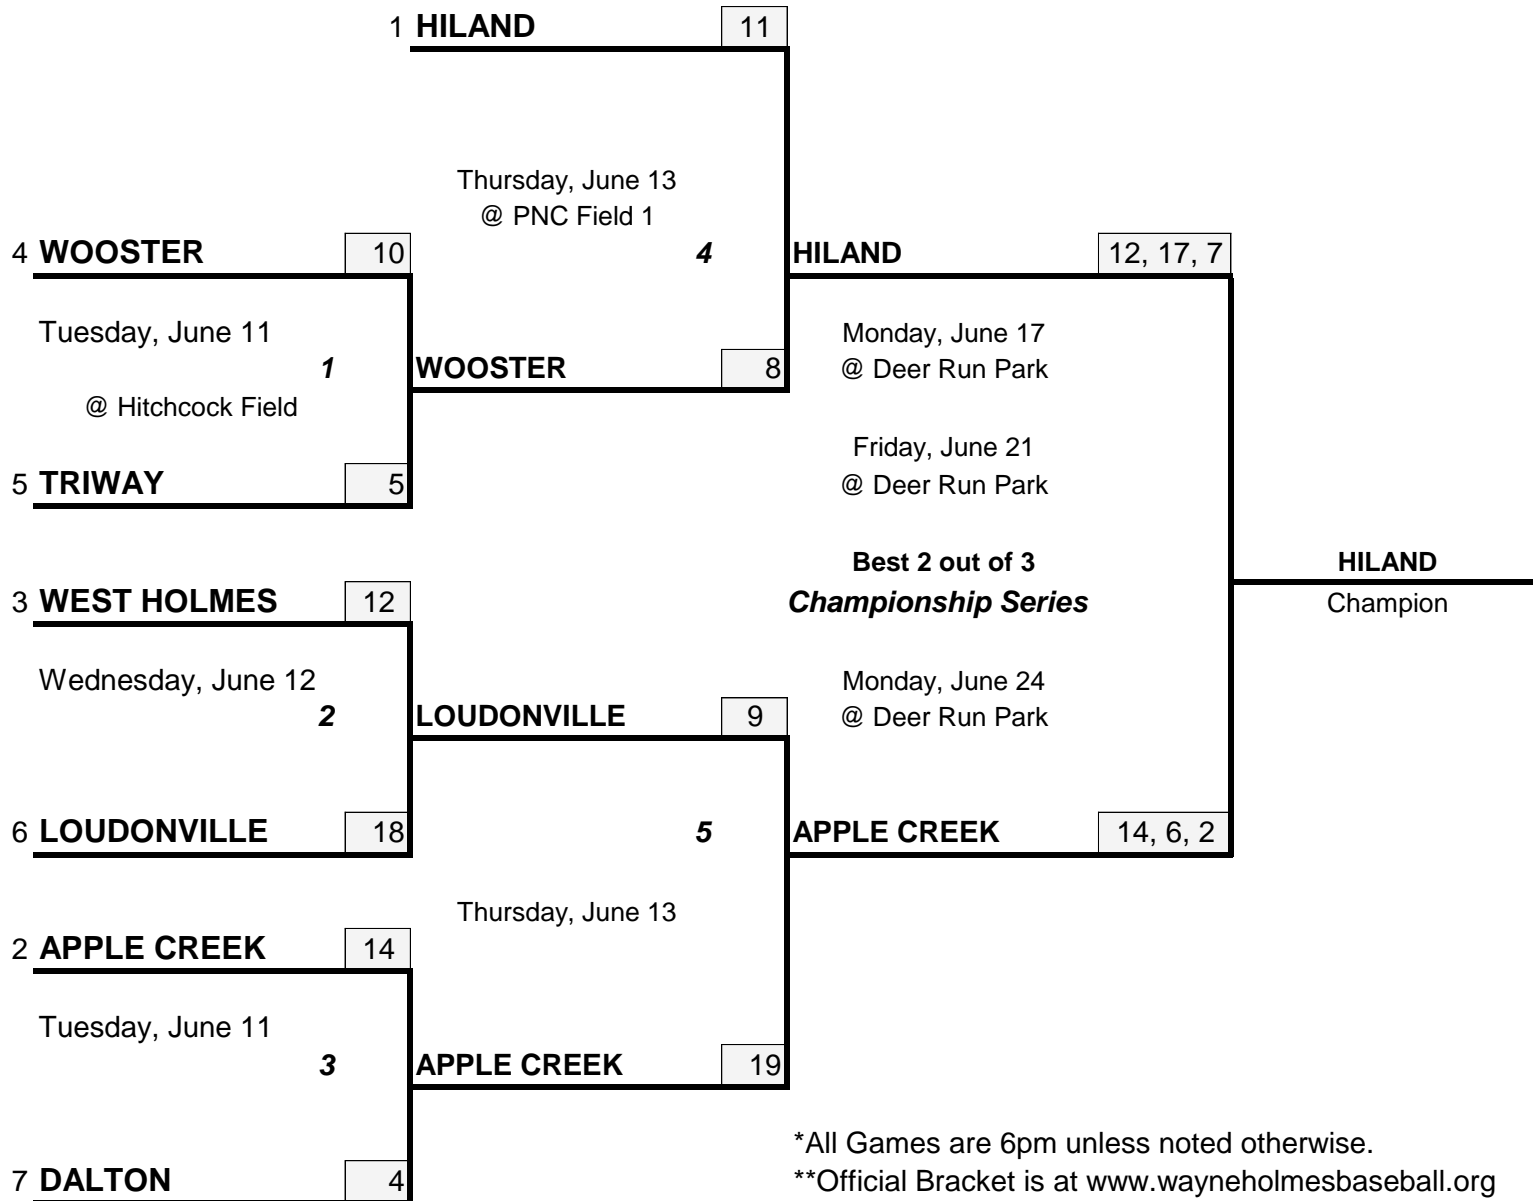 1 HILAND 11
Thursday, June 13
@ PNC Field 1
4 WOOSTER 10
4
HILAND 12, 17, 7
Tuesday, June 11
Monday, June 17
1
WOOSTER 8
@ Deer Run Park
@ Hitchcock Field
Friday, June 21
5 TRIWAY 5
@ Deer Run Park
Best 2 out of 3
HILAND
3 WEST HOLMES 12
Championship Series
Champion
Wednesday, June 12
Monday, June 24
2
LOUDONVILLE 9
@ Deer Run Park
6 LOUDONVILLE 18
5
APPLE CREEK 14, 6, 2
Thursday, June 13
2 APPLE CREEK 14
Tuesday, June 11
3
APPLE CREEK 19
*All Games are 6pm unless noted otherwise.
7 DALTON 4
**Official Bracket is at www.wayneholmesbaseball.org